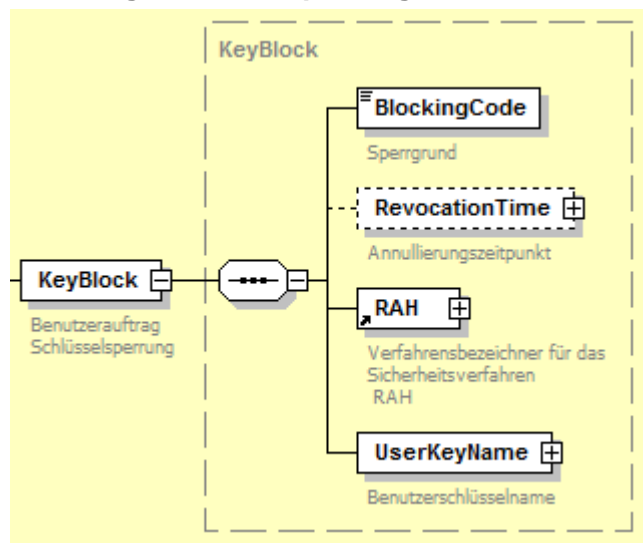 KeyBlock
BlockingCode
Sperrgrund
RevocationTime
Annullierungszeitpunkt
KeyBlock
Benutzerauftrag
Schlüsselsperrung
RAH
Verfahrensbezeichner für das
Sicherheitsverfahren
RAH
UserKeyName
Benutzerschlüsselname